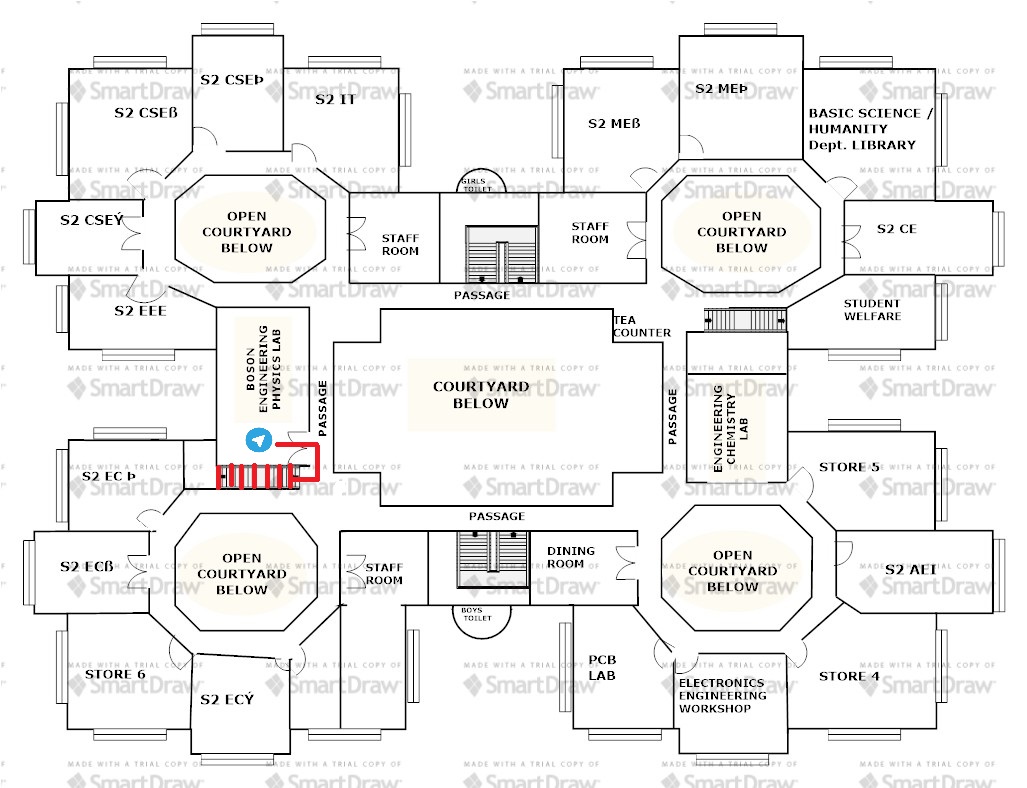 S2 CSEÞ
S2 CSEß
S2 IT
S2 MEÞ
S2 MEß
BASIC SCIENCE /
HUMANITY
Dept. LIBRARY
S2 CSEÝ
OPEN
COURTYARD
BELOW
STAFF
ROOM
GIRLS
TOILET
STAFF
ROOM
OPEN
COURTYARD
BELOW
S2 CE
S2 EEE
PASSAGE
STUDENT
WELFARE
TEA
COUNTER
BOSON
ENGINEERING
PHYSICS LAB
PASSAGE
COURTYARD
BELOW
PASSAGE
ENGINEERING
CHEMISTRY
LAB
S2 EC Þ
STORE 5
PASSAGE
S2 ECß
OPEN
COURTYARD
BELOW
STAFF
ROOM
DINING
ROOM
OPEN
COURTYARD
BELOW
S2 AEI
BOYS
TOILET
STORE 6
S2 ECÝ
PCB
LAB
ELECTRONICS
ENGINEERING
WORKSHOP
STORE 4
MADE WITH A TRIAL COPY OF
SmartDraw